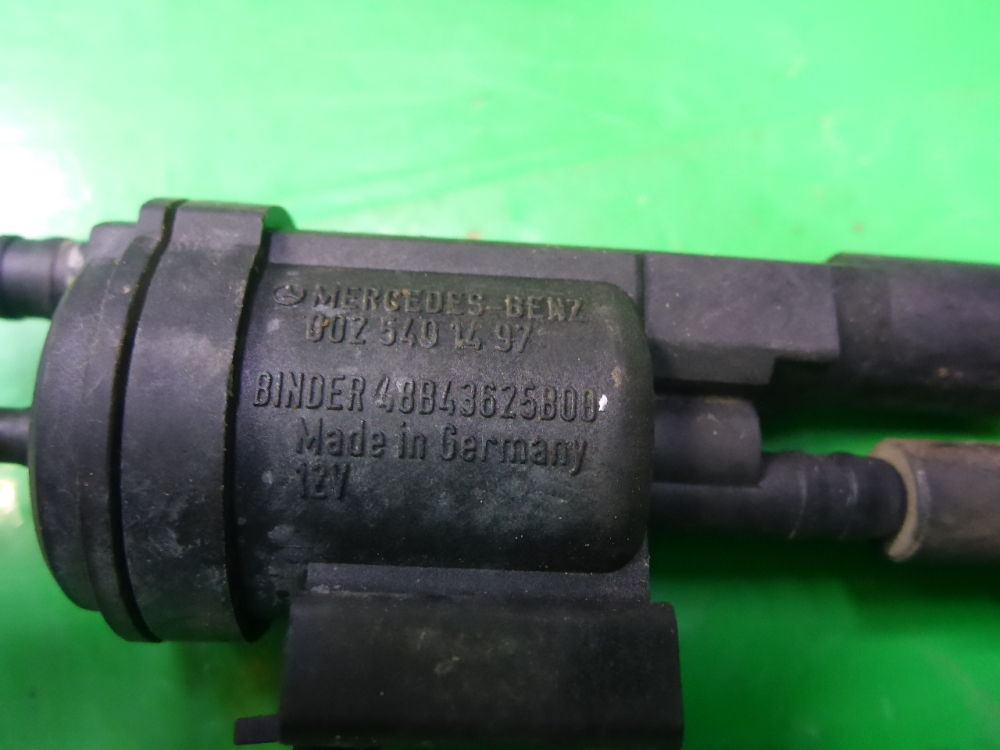 MERCEDES-BENZ
002 540 14 97
BINDER 48B43625B00
Made in Germany
12V